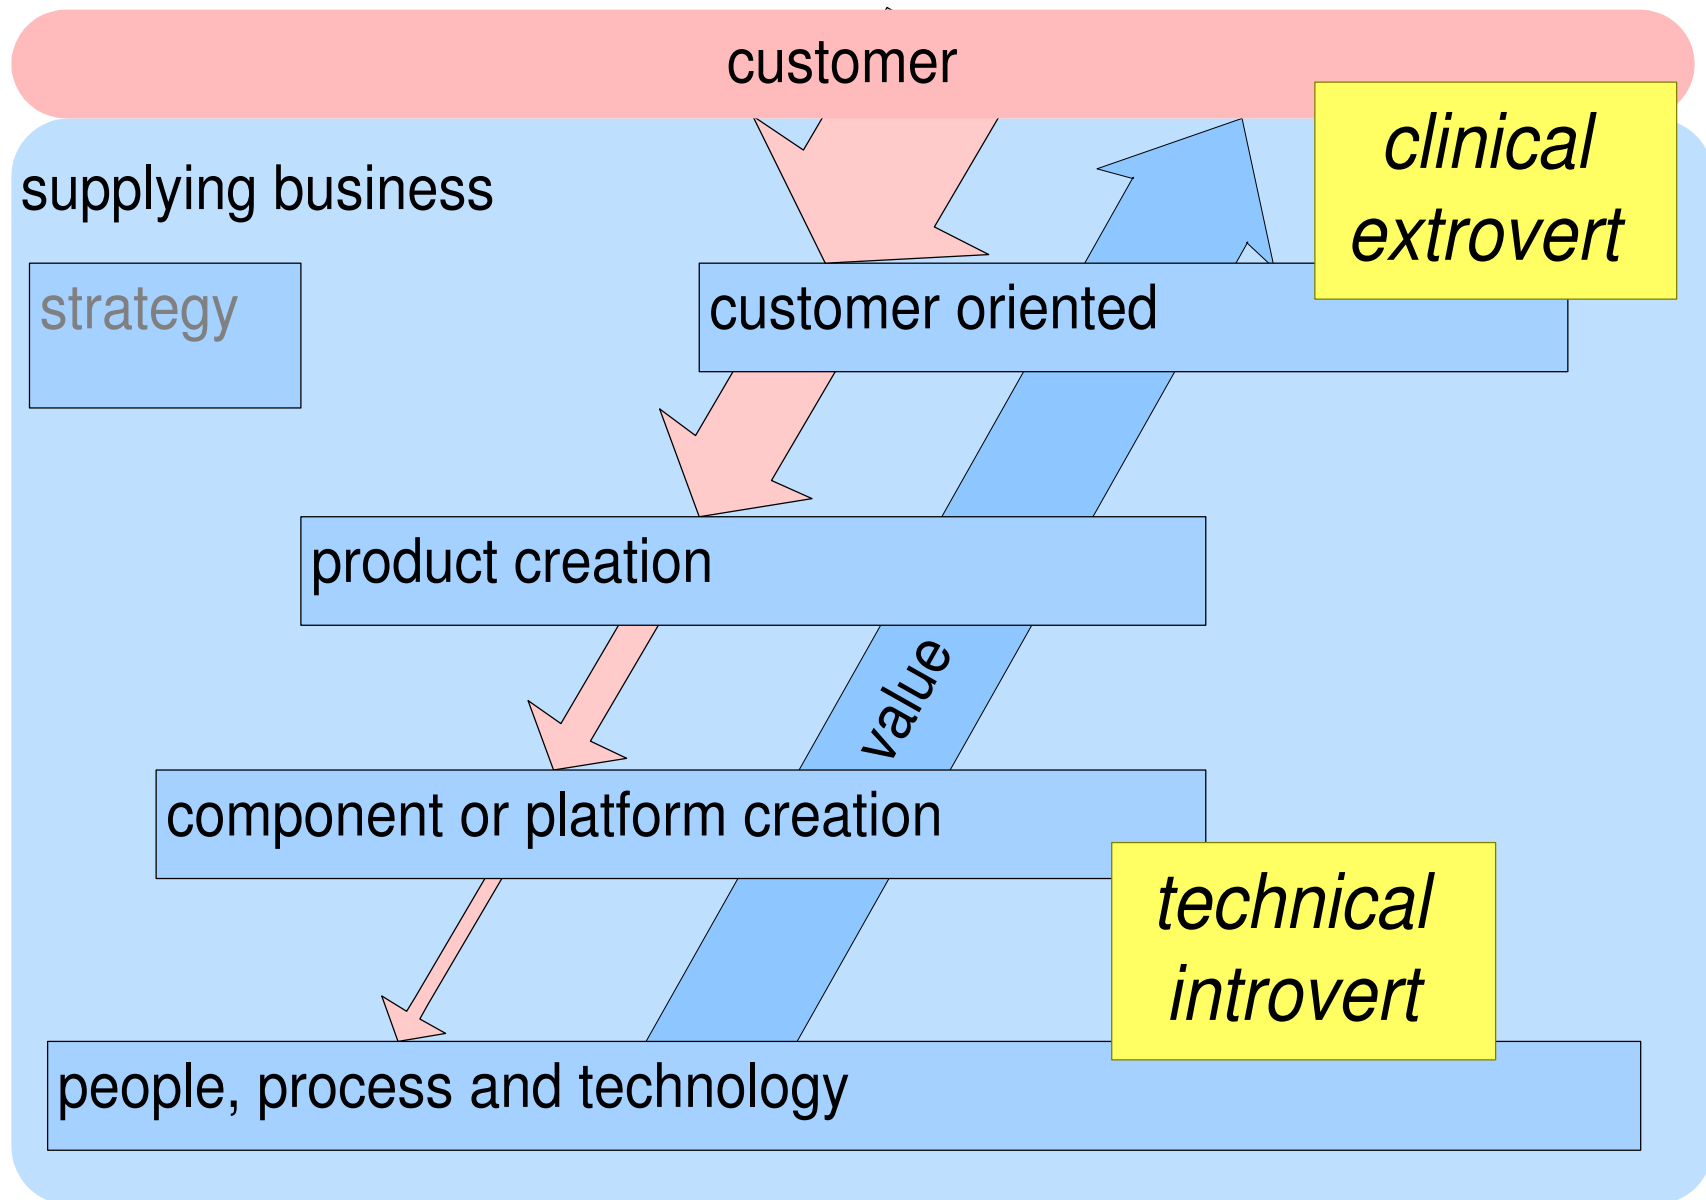 customer
clinical
extrovert
supplying business
strategy
customer oriented
product creation
value
component or platform creation
technical
introvert
people, process and technology